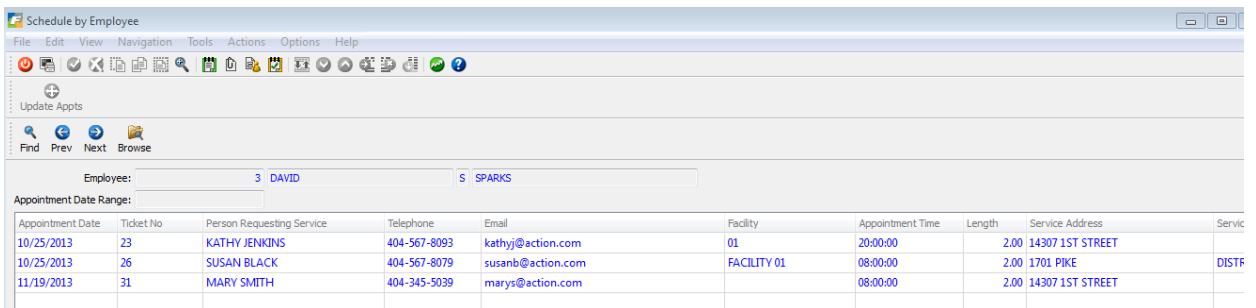 Schedule by Employee
File Edit View Navigation Tools Actions Options Help
Update Appts
Find Prev Next Browse
Employee: 3 DAVID S SPARKS
Appointment Date Range:
Appointment Date Ticket No Person Requesting Service Telephone Email Facility Appointment Time Length Service Address Servic
10/25/2013 23 KATHY JENKINS 404-567-8093 kathyj@action.com 01 20:00:00 2.00 14307 1ST STREET
10/25/2013 26 SUSAN BLACK 404-567-8079 susanb@action.com FACILITY 01 08:00:00 2.00 1701 PIKE DISTR
11/19/2013 31 MARY SMITH 404-345-5039 marys@action.com 08:00:00 2.00 14307 1ST STREET